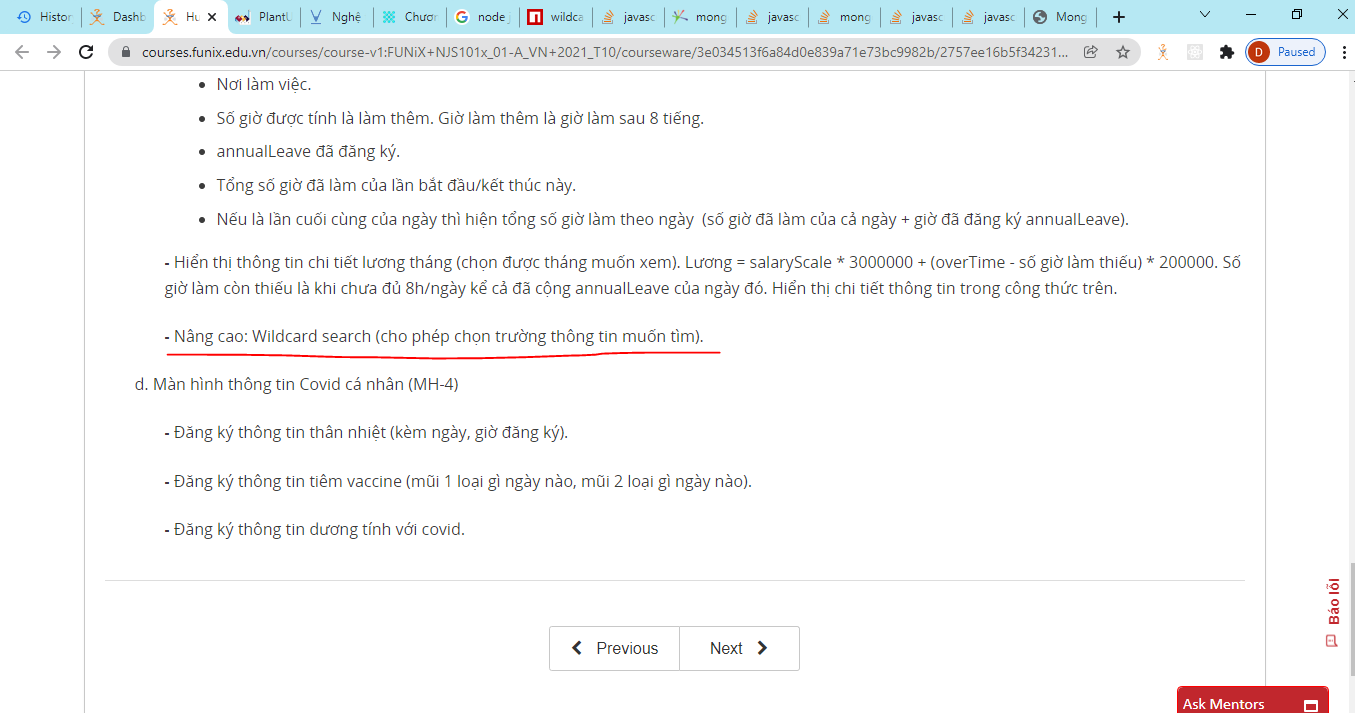 Histor
Dashb
Hu
PlantU
Nghệ
Chươr
node j
wildca
javasc
mong
javasc
mong
javasc
javasc
Mong
courses.funix.edu.vn/courses/course-v1:FUNiX+NJS101x_01-A_VN+2021_T10/courseware/3e034513f6a84d0e839a71e73bc9982b/2757ee16b5f34231...
D Paused
• Nơi làm việc.
• Số giờ được tính là làm thêm. Giờ làm thêm là giờ làm sau 8 tiếng.
• annualLeave đã đăng ký.
• Tổng số giờ đã làm của lần bắt đầu/kết thúc này.
• Nếu là lần cuối cùng của ngày thì hiện tổng số giờ làm theo ngày (số giờ đã làm của cả ngày + giờ đã đăng ký annualLeave).
- Hiển thị thông tin chi tiết lương tháng (chọn được tháng muốn xem). Lương = salaryScale * 3000000 + (overTime - số giờ làm thiếu) * 200000. Số
giờ làm còn thiếu là khi chưa đủ 8h/ngày kể cả đã cộng annualLeave của ngày đó. Hiển thị chi tiết thông tin trong công thức trên.
- Nâng cao: Wildcard search (cho phép chọn trường thông tin muốn tìm).
d. Màn hình thông tin Covid cá nhân (MH-4)
- Đăng ký thông tin thân nhiệt (kèm ngày, giờ đăng ký).
- Đăng ký thông tin tiêm vaccine (mũi 1 loại gì ngày nào, mũi 2 loại gì ngày nào).
- Đăng ký thông tin dương tính với covid.
Báo lỗi
Previous
Next
Ask Mentors